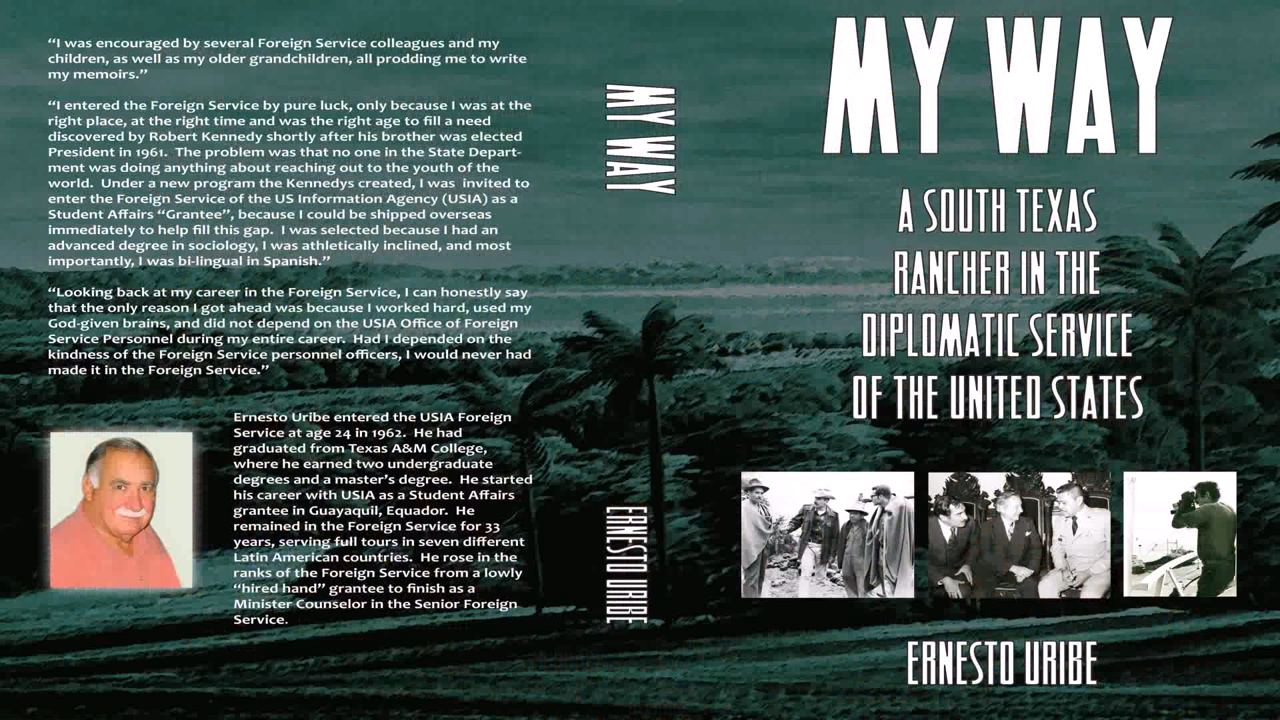 “I was encouraged by several Foreign Service colleagues and my
children, as well as my older grandchildren, all prodding me to write
my memoirs.”
“I entered the Foreign Service by pure luck, only because I was at the
right place, at the right time and was the right age to fill a need
discovered by Robert Kennedy shortly after his brother was elected
President in 1961.  The problem was that no one in the State Depart-
ment was doing anything about reaching out to the youth of the
world.  Under a new program the Kennedys created, I was  invited to
enter the Foreign Service of the US Information Agency (USIA) as a
Student Affairs “Grantee”, because I could be shipped overseas
immediately to help fill this gap.  I was selected because I had an
advanced degree in sociology, I was athletically inclined, and most
importantly, I was bi-lingual in Spanish.”
“Looking back at my career in the Foreign Service, I can honestly say
that the only reason I got ahead was because I worked hard, used my
God-given brains, and did not depend on the USIA Office of Foreign
Service Personnel during my entire career.  Had I depended on the
kindness of the Foreign Service personnel officers, I would never had
made it in the Foreign Service.”
Ernesto Uribe entered the USIA Foreign
Service at age 24 in 1962.  He had
graduated from Texas A&M College,
where he earned two undergraduate
degrees and a master’s degree.  He started
his career with USIA as a Student Affairs
grantee in Guayaquil, Equador.  He
remained in the Foreign Service for 33
years, serving full tours in seven different
Latin American countries.  He rose in the
ranks of the Foreign Service from a lowly
“hired hand” grantee to finish as a
Minister Counselor in the Senior Foreign
Service.
MY WAY
ERNESTO URIBE
MY WAY
A SOUTH TEXAS
RANCHER IN THE
DIPLOMATIC SERVICE
OF THE UNITED STATES
ERNESTO URIBE